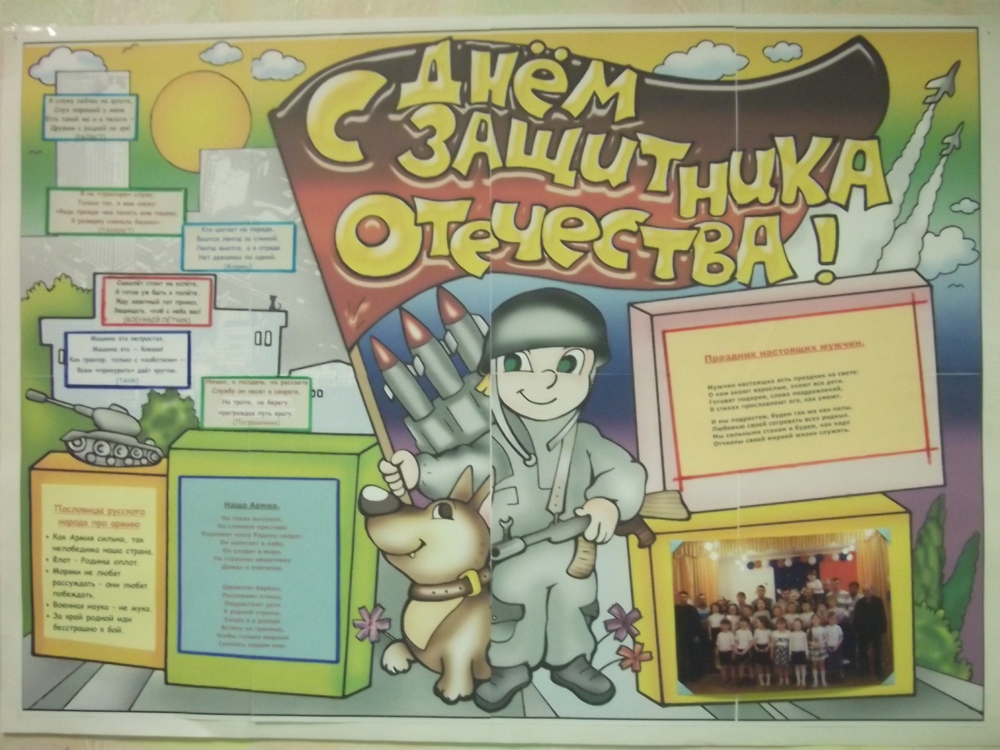 С ДНЁМ
ЗАЩИТНИКА
ОТЕЧЕСТВА!
Я служу сейчас на флоте,
Слух хороший у меня.
Есть такой же и в пехоте –
Дружим с рацией не зря!
(РАДИСТ)
Я на «тракторе» служу,
Только так, я вам скажу:
«Ведь прежде чем пахать мне пашню,
Я разверну сначала башню».
(ТАНКИСТ)
Кто шагает на параде,
Вьются ленты за спиной,
Ленты вьются, а в отряде
Нет девчонки ни одной.
(Моряки)
Самолёт стоит на взлёте,
Я готов уж быть в полёте.
Жду заветный тот приказ,
Защищать, чтоб с неба вас!
(ВОЕННЫЙ ЛЁТЧИК)
Машина эта непростая,
Машина эта – боевая!
Как трактор, только с «хоботком» –
Всем «прикурить» даёт кругом.
(ТАНК)
Ночью, в полдень, на рассвете
Службу он несет в секрете,
На тропе, на берегу,
преграждая путь врагу
(Пограничник)
Пословицы русского
народа про армию
• Как Армия сильна, так
непобедима наша страна.
• Флот - Родины оплот.
• Моряки не любят
рассуждать - они любят
побеждать.
• Военная наука - не мука.
• За край родной иди
бесстрашно в бой.
Наша Армия.
На горах высоких,
На степном просторе
Охраняет нашу Родину солдат.
Он взлетает в небо,
Он уходит в море,
Не страшны защитнику
Дождь и снегопад.
Шелестят берёзы,
Распевают птицы,
Подрастают дети
У родной страны.
Скоро я в дозоре
Встану на границе,
Чтобы только мирные
Снились людям сны.
Праздник настоящих мужчин.
Мужчин настоящих есть праздник на свете:
О нем знают взрослые, знают все дети.
Готовят подарки, слова поздравлений,
В стихах прославляют его, как умеют.
И мы подрастем, будем так же как папы,
Любовью своей согревать всех родных.
Мы сильными станем и будем, как надо
Отчизны своей мирной жизни служить.